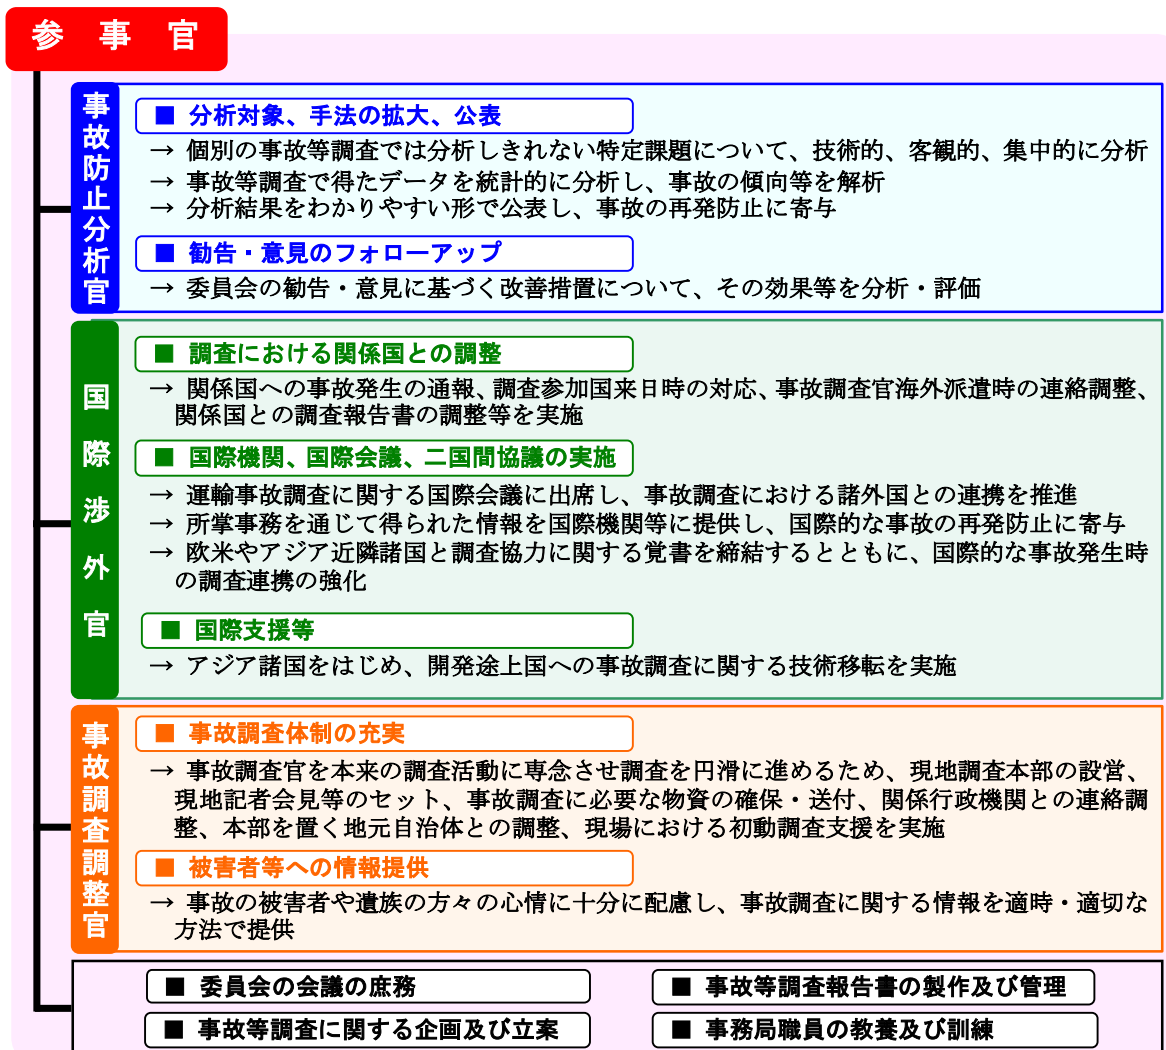 参 事 官
事故防止分析官
■ 分析対象、手法の拡大、公表
→ 個別の事故等調査では分析しきれない特定課題について、技術的、客観的、集中的に分析
→ 事故等調査で得たデータを統計的に分析し、事故の傾向等を解析
→ 分析結果をわかりやすい形で公表し、事故の再発防止に寄与
■ 勧告・意見のフォローアップ
→ 委員会の勧告・意見に基づく改善措置について、その効果等を分析・評価
国際渉外官
■ 調査における関係国との調整
→ 関係国への事故発生の通報、調査参加国来日時の対応、事故調査官海外派遣時の連絡調整、
関係国との調査報告書の調整等を実施
■ 国際機関、国際会議、二国間協議の実施
→ 運輸事故調査に関する国際会議に出席し、事故調査における諸外国との連携を推進
→ 所掌事務を通じて得られた情報を国際機関等に提供し、国際的な事故の再発防止に寄与
→ 欧米やアジア近隣諸国と調査協力に関する覚書を締結するとともに、国際的な事故発生時
の調査連携の強化
■ 国際支援等
→ アジア諸国をはじめ、開発途上国への事故調査に関する技術移転を実施
事故調査調整官
■ 事故調査体制の充実
→ 事故調査官を本来の調査活動に専念させ調査を円滑に進めるため、現地調査本部の設営、
現地記者会見等のセット、事故調査に必要な物資の確保・送付、関係行政機関との連絡調
整、本部を置く地元自治体との調整、現場における初動調査支援を実施
■ 被害者等への情報提供
→ 事故の被害者や遺族の方々の心情に十分に配慮し、事故調査に関する情報を適時・適切な
方法で提供
■ 委員会の会議の庶務
■ 事故等調査報告書の製作及び管理
■ 事故等調査に関する企画及び立案
■ 事務局職員の教養及び訓練